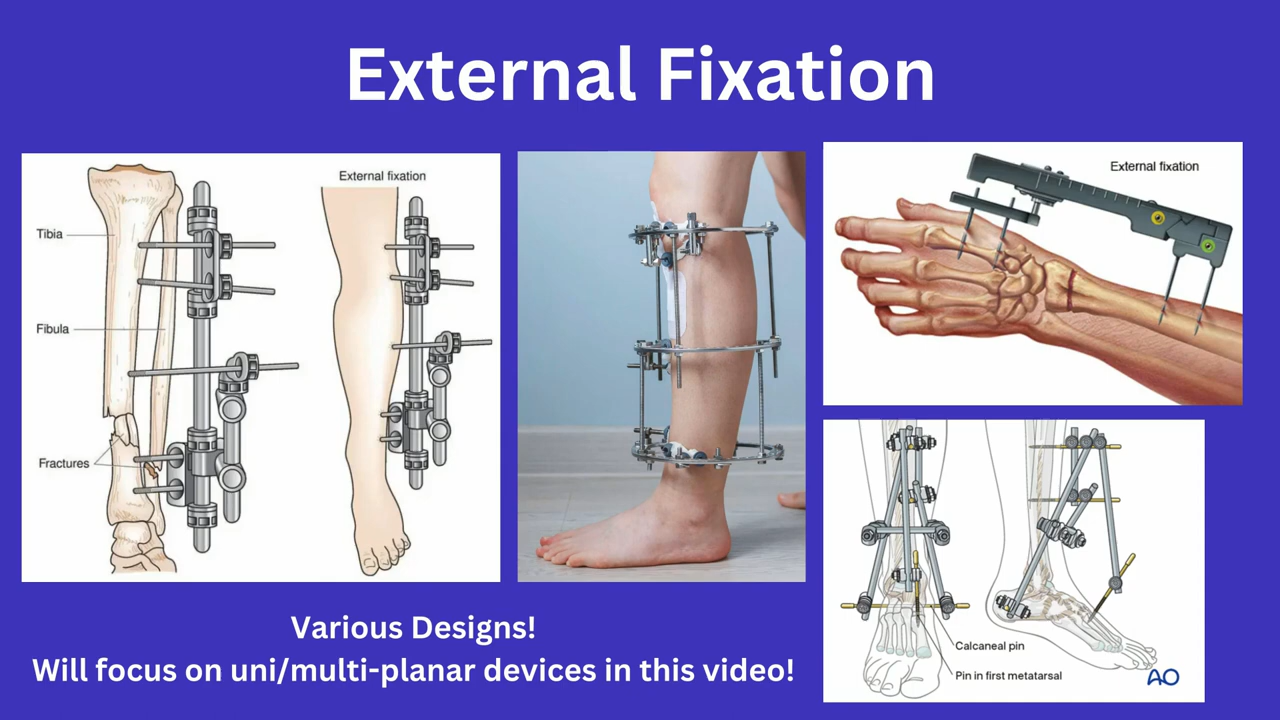 External Fixation
External fixation
Tibia
Fibula
Fractures
External fixation
Calcaneal pin
Pin in first metatarsal
AO
Various Designs!
Will focus on uni/multi-planar devices in this video!